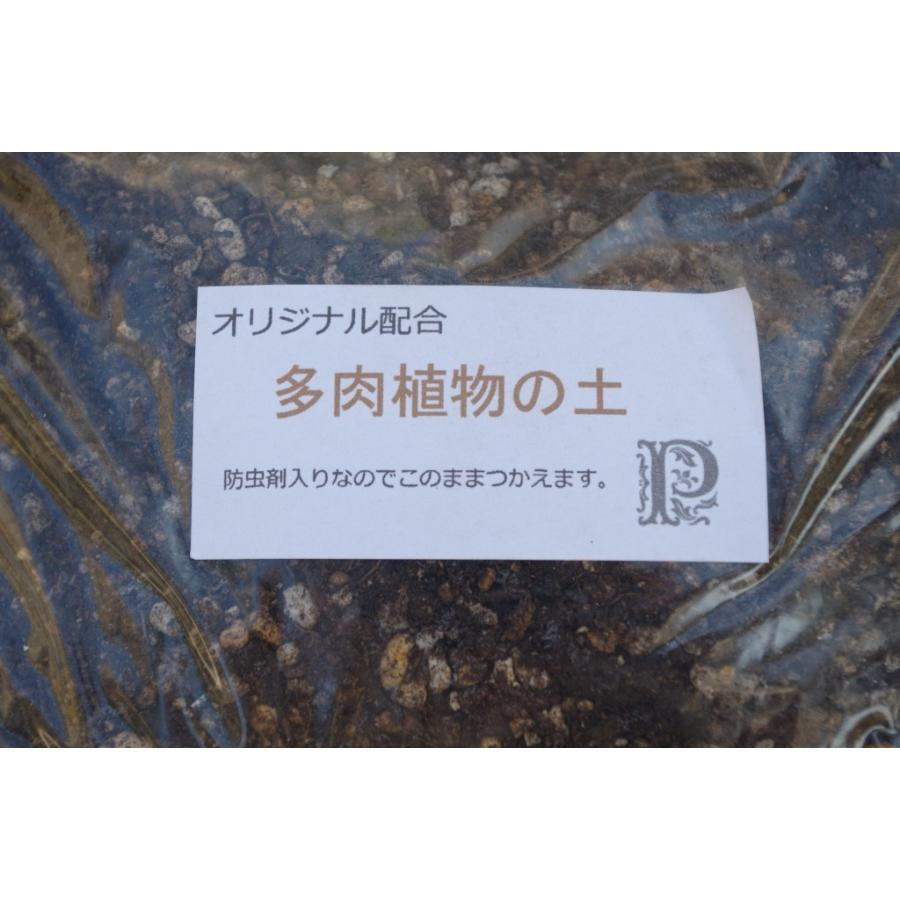 オリジナル配合
多肉植物の土
防虫剤入りなのでこのままつかえます。
P